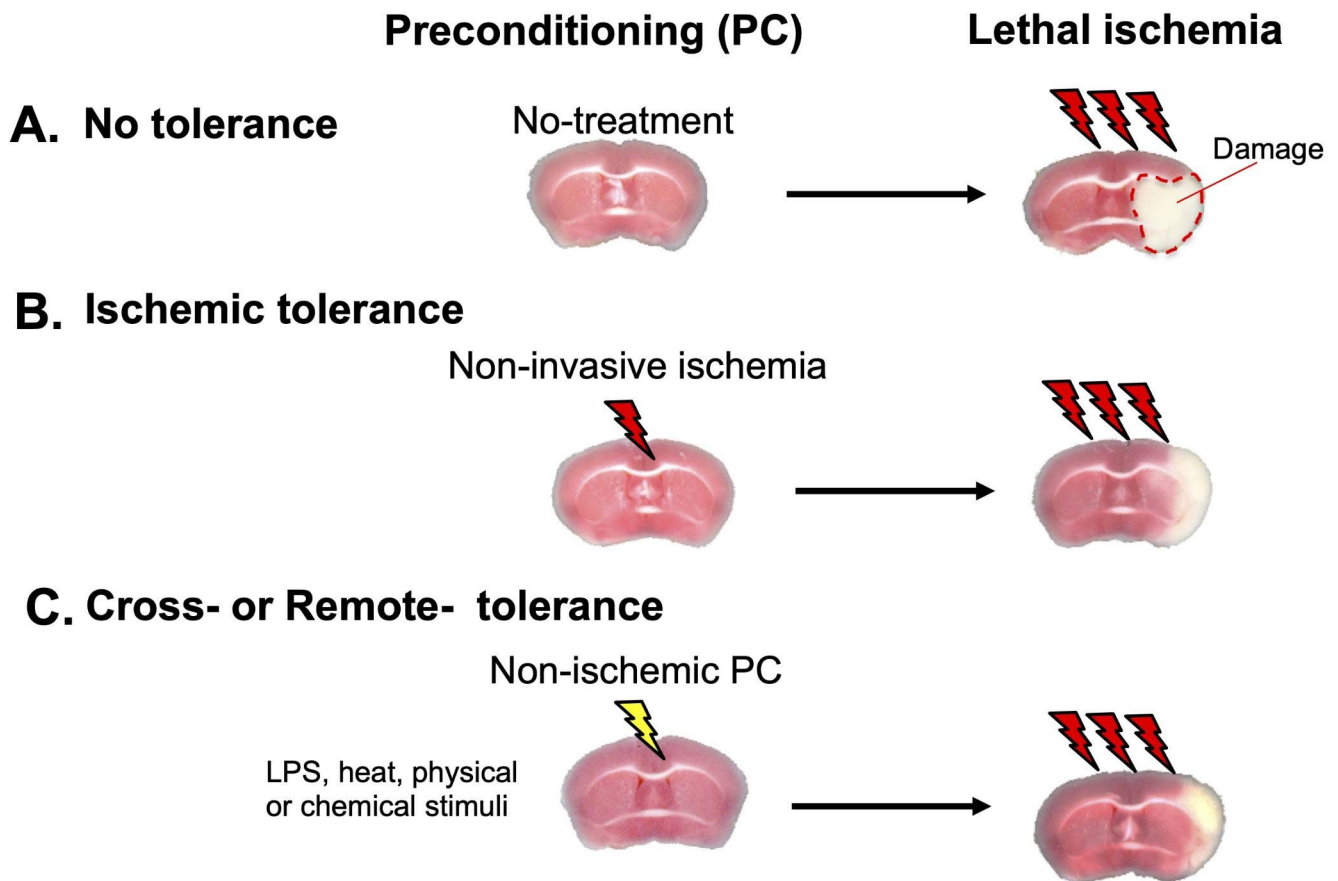 Preconditioning (PC)
Lethal ischemia
A. No tolerance
No-treatment
Damage
B. Ischemic tolerance
Non-invasive ischemia
C. Cross- or Remote- tolerance
Non-ischemic PC
LPS, heat, physical
or chemical stimuli